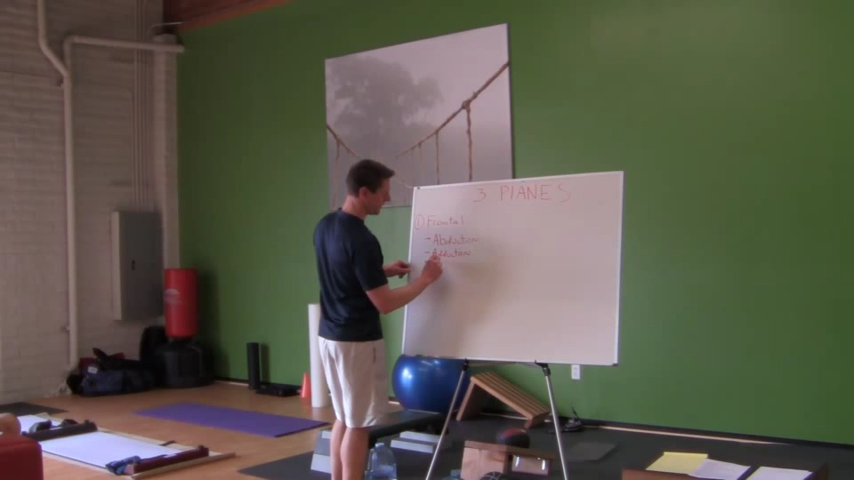 3 PLANES
① Frontal
- Abduction
- Adduction